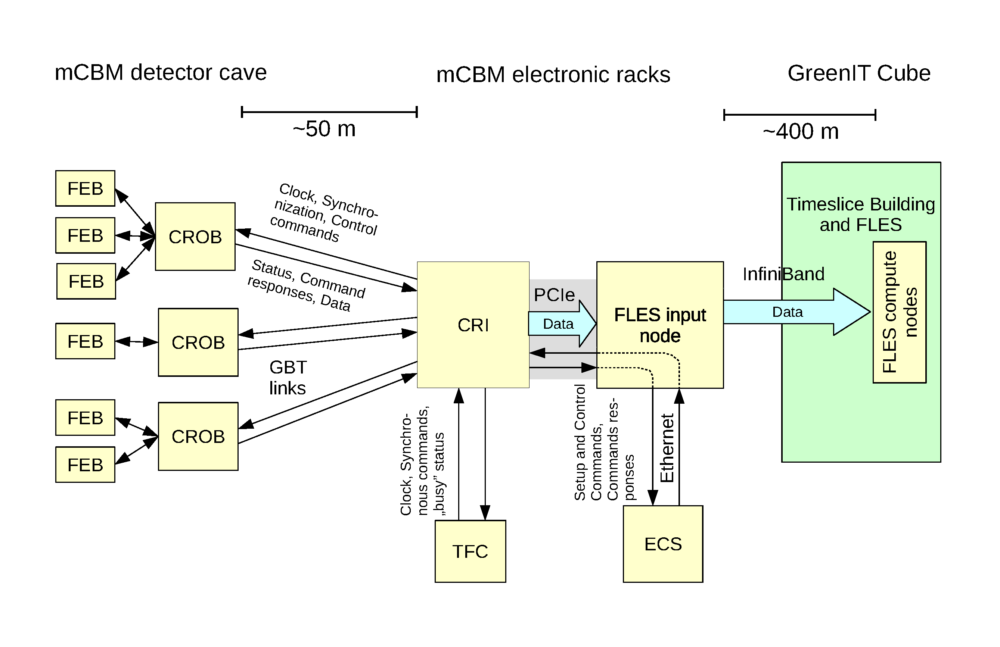 mCBM detector cave
mCBM electronic racks
GreenIT Cube
~50 m
~400 m
FEB
FEB
FEB
CROB
Clock, Synchro-
nization, Control
commands
Status, Command
responses, Data
FEB
CROB
GBT
links
FEB
FEB
CROB
CRI
PCIe
Data
FLES input
node
InfiniBand
Data
Timeslice Building
and FLES
FLES compute
nodes
Clock, Synchro-
nous commands,
„busy” status
TFC
Setup and Control
Commands,
Commands res-
ponses
Ethernet
ECS